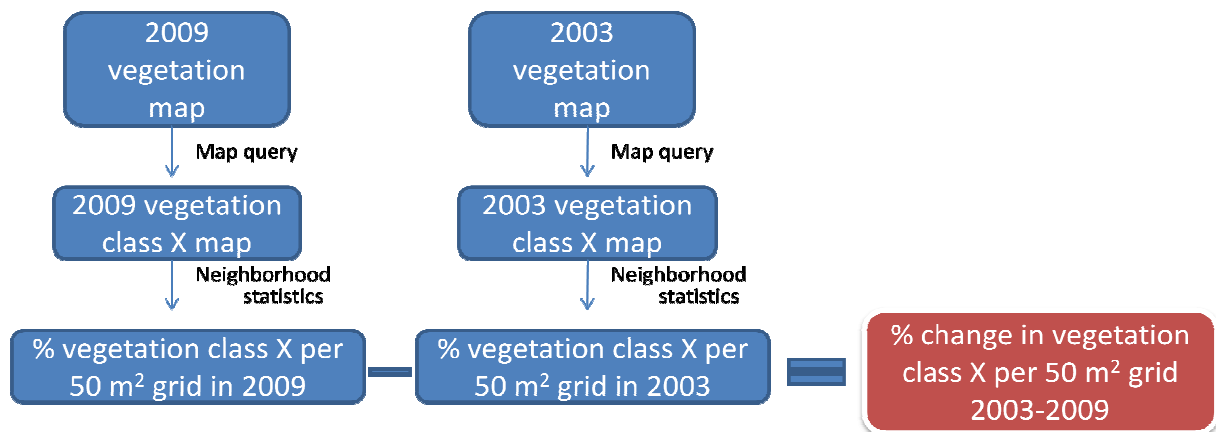 2009
vegetation
map
Map query
2009 vegetation
class X map
Neighborhood
statistics
% vegetation class X per
50 m² grid in 2009
2003
vegetation
map
Map query
2003 vegetation
class X map
Neighborhood
statistics
% vegetation class X per
50 m² grid in 2003
% change in vegetation
class X per 50 m² grid
2003-2009